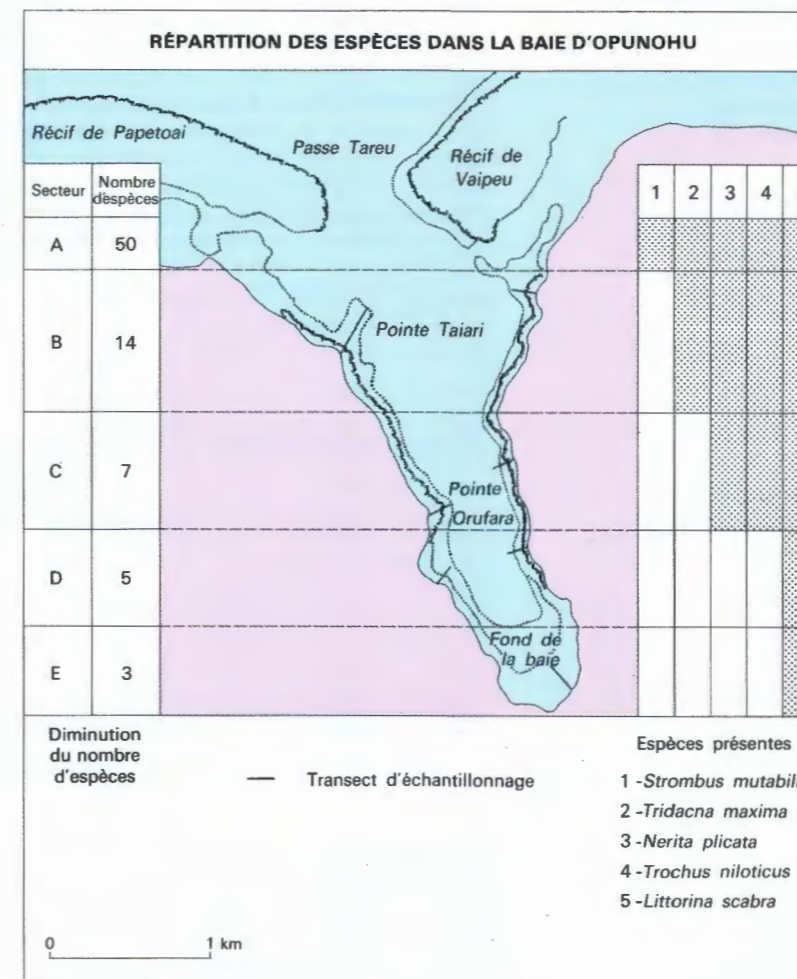 RÉPARTITION DES ESPÈCES DANS LA BAIE D'OPUNOHU
Récif de Papetoai
Passe Tareu
Récif de
Vaipeu
Secteur
Nombre
d'espèces
1 2 3 4
A 50
B 14
Pointe Taiari
C 7
Pointe
Orufara
D 5
E 3
Fond de
la baie
Diminution
du nombre
d'espèces
Transect d'échantillonnage
Espèces présentes
1 -Strombus mutabili
2 -Tridacna maxima
3 -Nerita plicata
4 -Trochus niloticus
5 -Littorina scabra
0 1 km